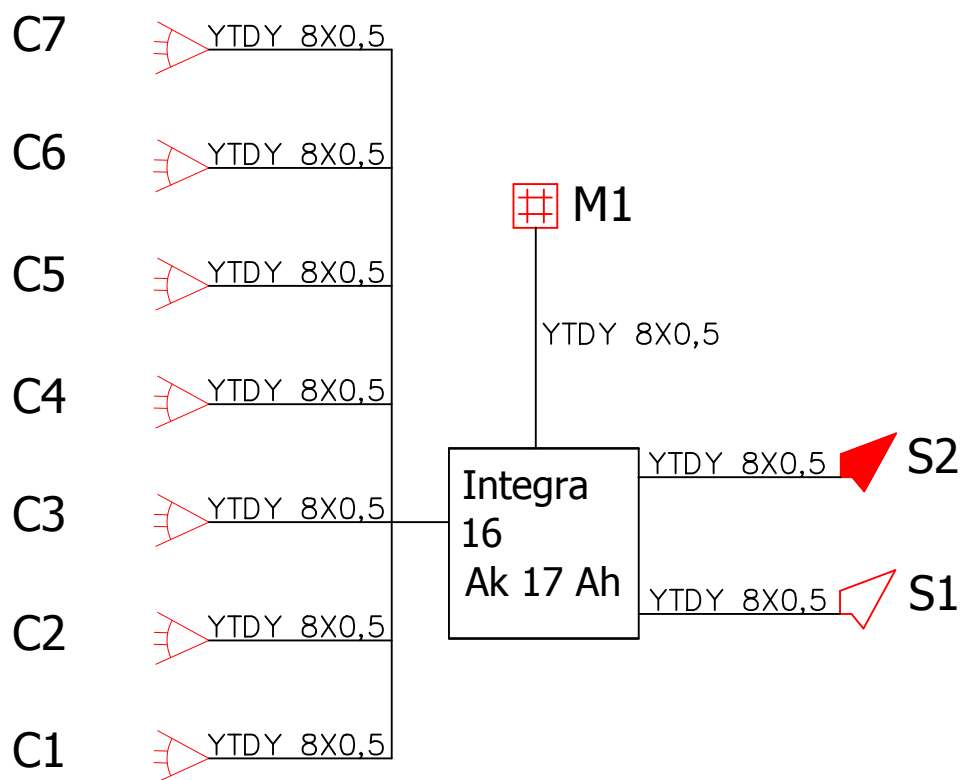 C7 YTDY 8X0,5
C6 YTDY 8X0,5
M1
C5 YTDY 8X0,5
YTDY 8X0,5
C4 YTDY 8X0,5
YTDY 8X0,5 S2
Integra
16
Ak 17 Ah
C3 YTDY 8X0,5
YTDY 8X0,5 S1
C2 YTDY 8X0,5
C1 YTDY 8X0,5